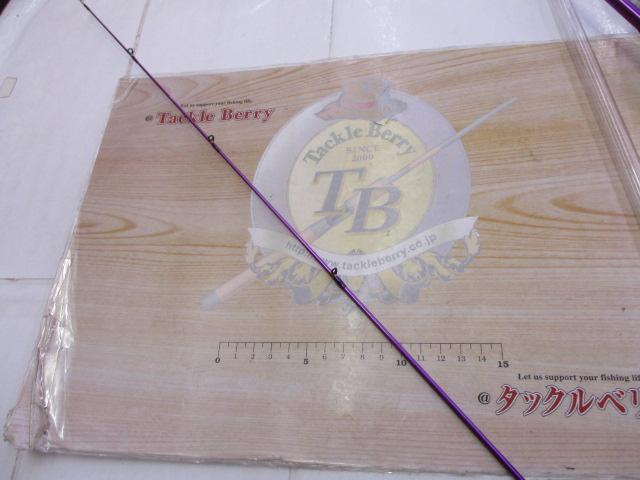 Let us support your fishing life.
@ Tackle Berry
Tackle Berry
SINCE
2000
TB
http://www.tackleberry.co.jp
0 1 2 3 4 5 6 7 8 9 10 11 12 13 14 15
Let us support your fishing life
@タックルベリ